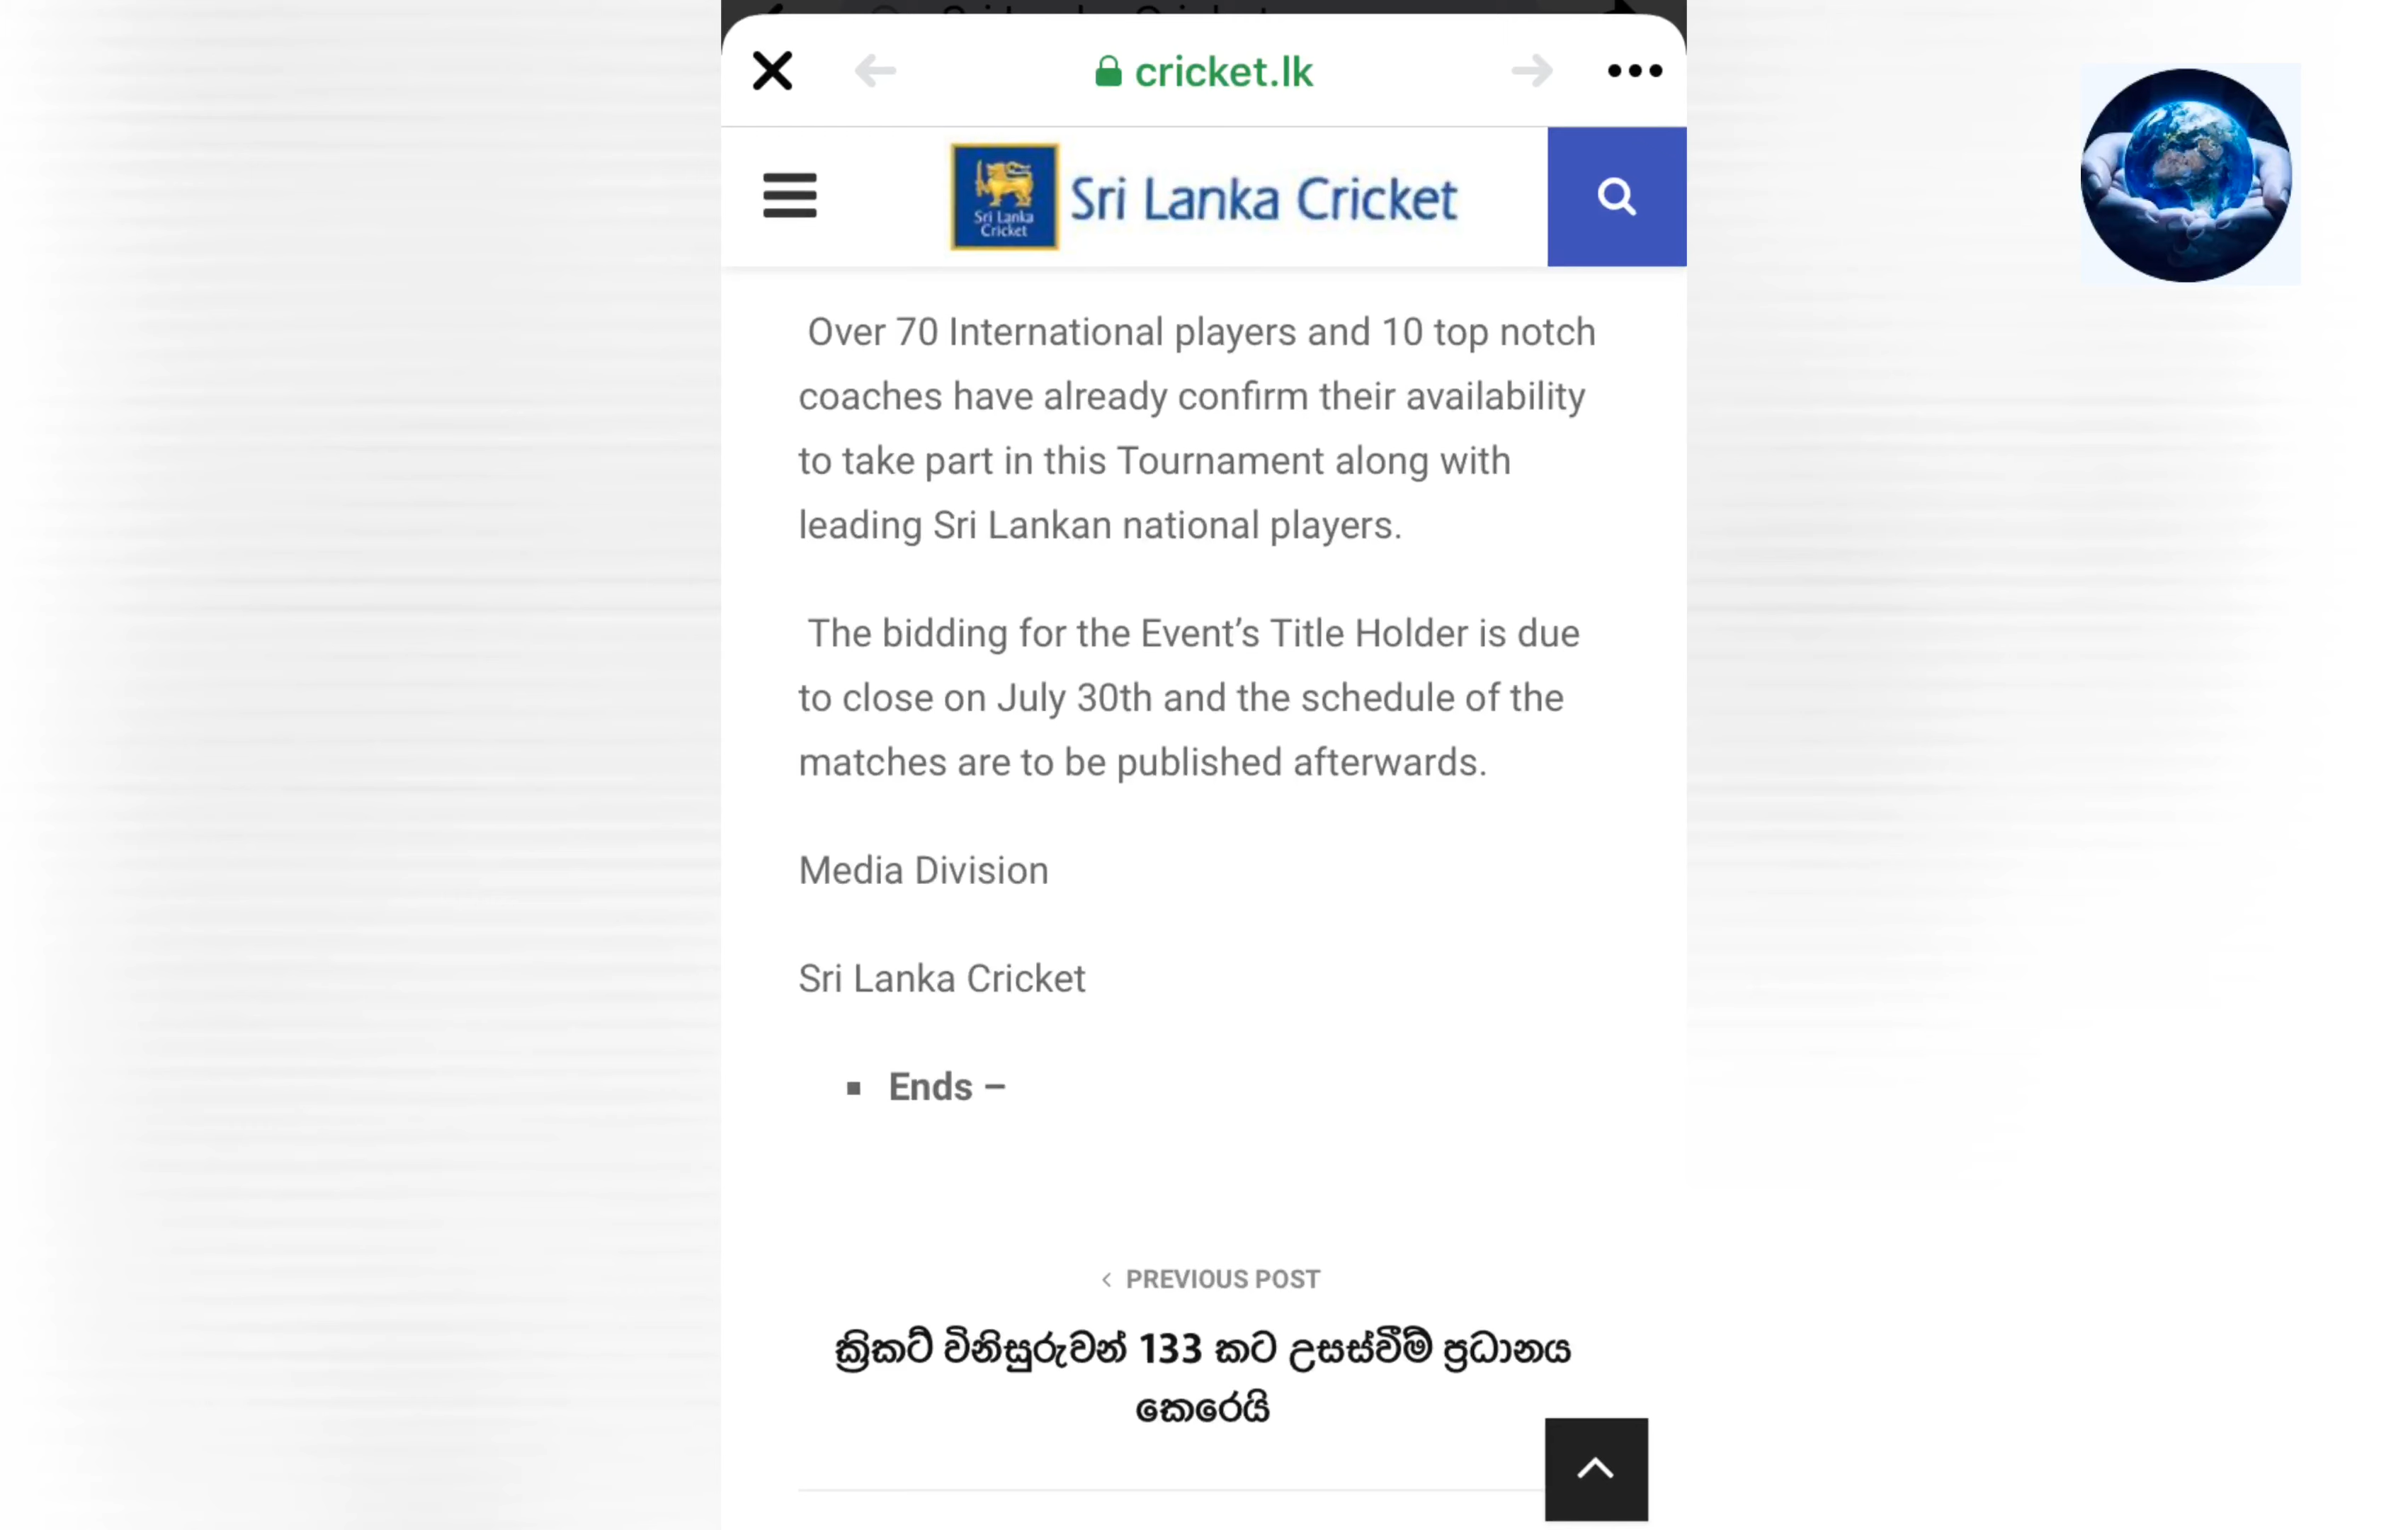 cricket.lk
Sri Lanka
Cricket
Sri Lanka Cricket
Over 70 International players and 10 top notch
coaches have already confirm their availability
to take part in this Tournament along with
leading Sri Lankan national players.
The bidding for the Event’s Title Holder is due
to close on July 30th and the schedule of the
matches are to be published afterwards.
Media Division
Sri Lanka Cricket
▪ Ends –
‹ PREVIOUS POST
ක්‍රිකට් විනිසුරුවන් 133 කට උසස්වීම් ප්‍රධානය
කෙරෙයි